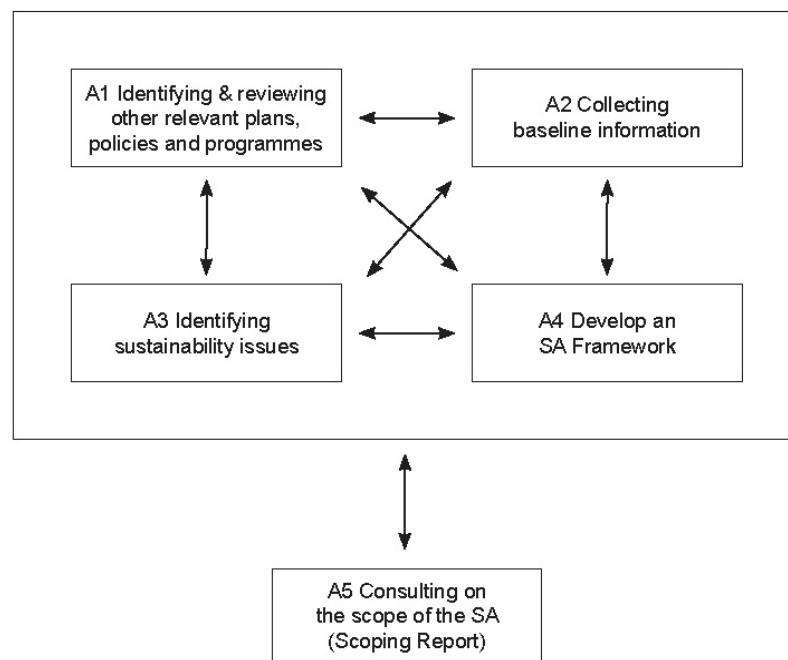 A1 Identifying & reviewing
other relevant plans,
policies and programmes
A2 Collecting
baseline information
A3 Identifying
sustainability issues
A4 Develop an
SA Framework
A5 Consulting on
the scope of the SA
(Scoping Report)